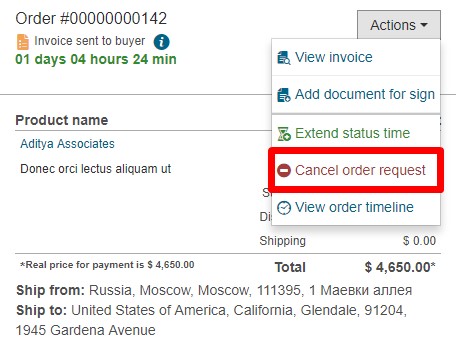 Order #00000000142
Actions
Invoice sent to buyer
01 days 04 hours 24 min
View invoice
Add document for sign
Extend status time
Cancel order request
View order timeline
Product name
Aditya Associates
Donec orci lectus aliquam ut
Shipping $ 0.00
*Real price for payment is $ 4,650.00 Total $ 4,650.00*
Ship from: Russia, Moscow, Moscow, 111395, 1 Маевки аллея
Ship to: United States of America, California, Glendale, 91204,
1945 Gardena Avenue